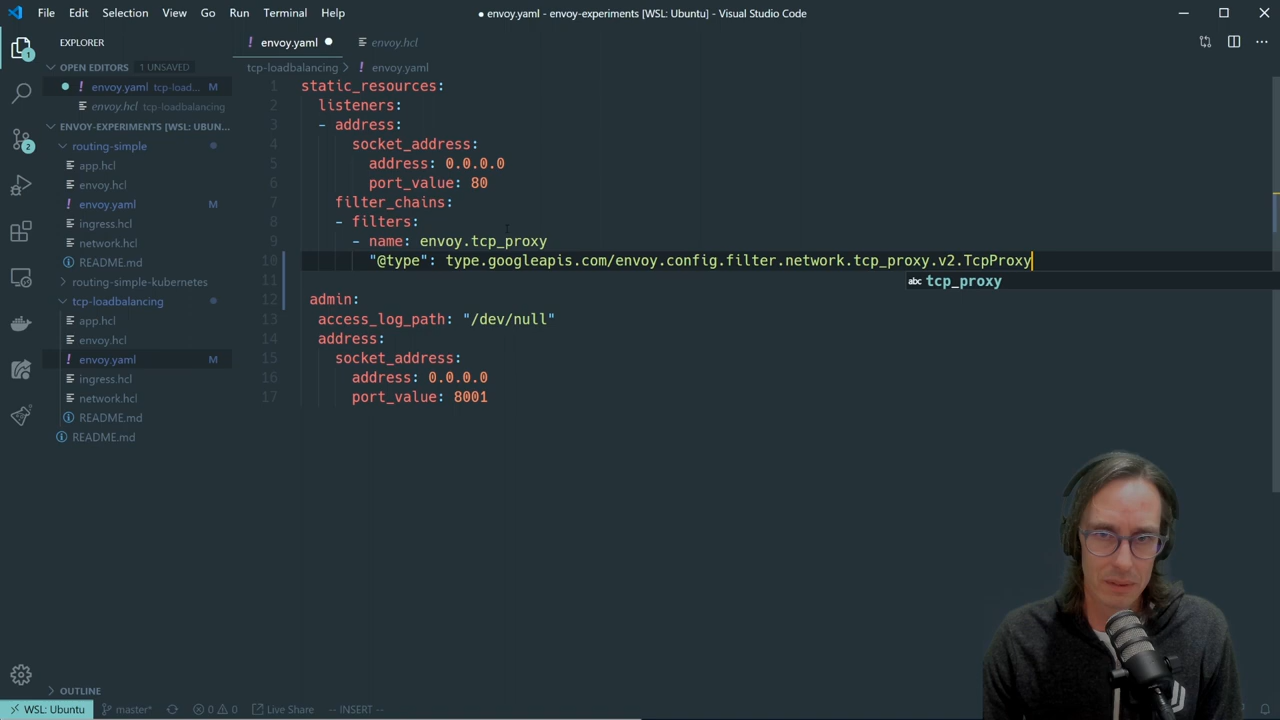 File Edit Selection View Go Run Terminal Help
● envoy.yaml - envoy-experiments [WSL: Ubuntu] - Visual Studio Code
EXPLORER
OPEN EDITORS 1 UNSAVED
! envoy.yaml tcp-load... M
envoy.hcl tcp-loadbalancing
ENVOY-EXPERIMENTS [WSL: UBUN...
routing-simple
app.hcl
envoy.hcl
! envoy.yaml M
ingress.hcl
network.hcl
README.md
routing-simple-kubernetes
tcp-loadbalancing
app.hcl
envoy.hcl
! envoy.yaml M
ingress.hcl
network.hcl
README.md
README.md
OUTLINE
1
2
! envoy.yaml ●
envoy.hcl
tcp-loadbalancing > ! envoy.yaml
1 static_resources:
2 listeners:
3 - address:
4 socket_address:
5 address: 0.0.0.0
6 port_value: 80
7 filter_chains:
8 - filters:
9 - name: envoy.tcp_proxy
10 "@type": type.googleapis.com/envoy.config.filter.network.tcp_proxy.v2.TcpProxy
abc tcp_proxy
11
12 admin:
13 access_log_path: "/dev/null"
14 address:
15 socket_address:
16 address: 0.0.0.0
17 port_value: 8001
WSL: Ubuntu master* 0 0 Live Share -- INSERT --